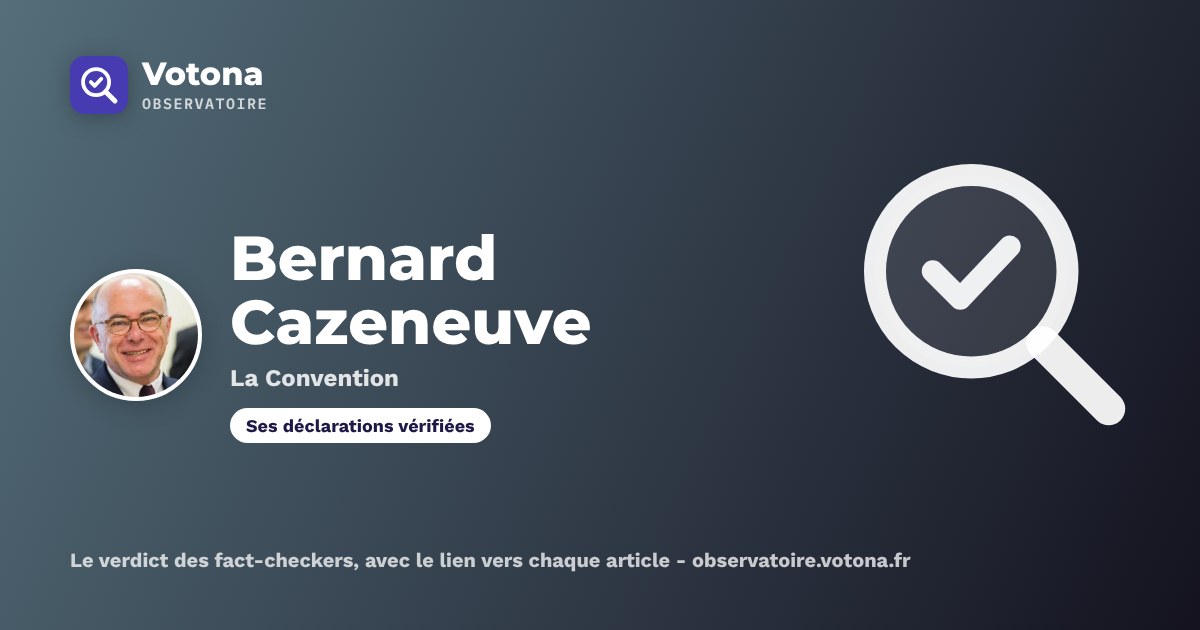 Votona
OBSERVATOIRE
Bernard
Cazeneuve
La Convention
Ses déclarations vérifiées
Le verdict des fact-checkers, avec le lien vers chaque article - observatoire.votona.fr